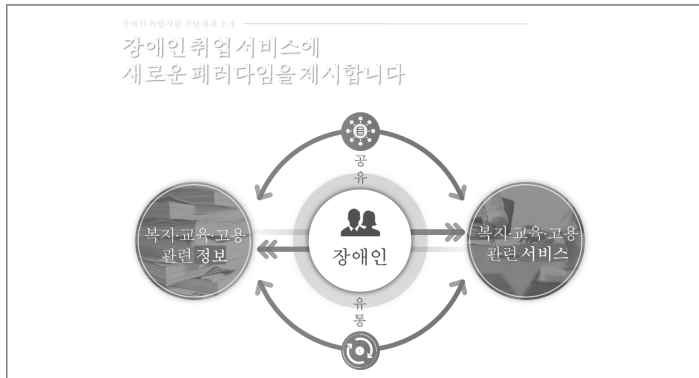 장애인 취업지원 전달체계 소개
장애인 취업 서비스에
새로운 패러다임을 제시합니다
공
유
복지·교육·고용
관련 정보
장애인
복지·교육·고용
관련 서비스
유
통